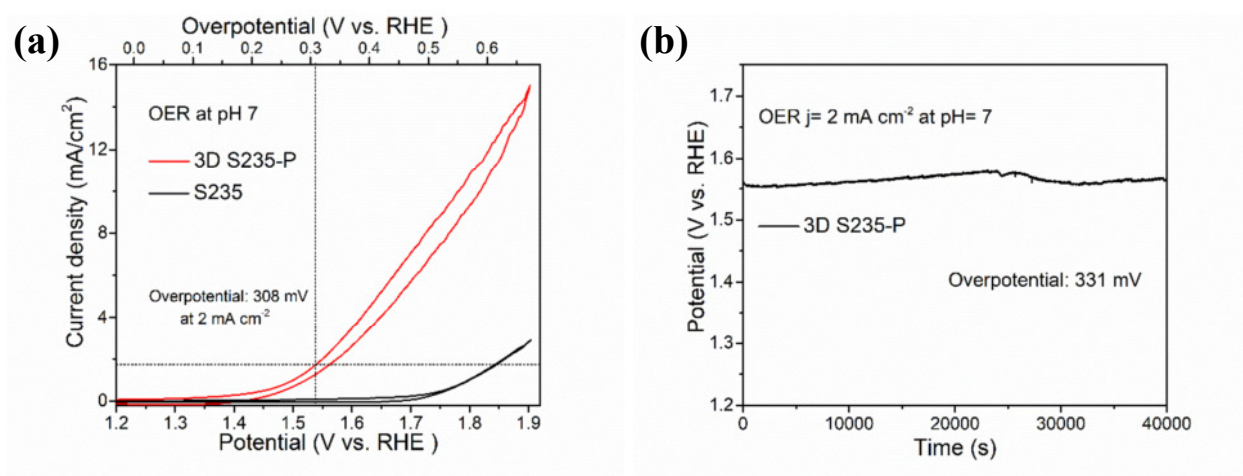 (a)
Overpotential (V vs. RHE)
0.0 0.1 0.2 0.3 0.4 0.5 0.6
16
12
8
4
0
Current density (mA/cm²)
OER at pH 7
3D S235-P
S235
Overpotential: 308 mV
at 2 mA cm⁻²
1.2 1.3 1.4 1.5 1.6 1.7 1.8 1.9
Potential (V vs. RHE )
(b)
1.7
1.6
1.5
1.4
1.3
1.2
Potential (V vs. RHE)
OER j= 2 mA cm⁻² at pH= 7
3D S235-P
Overpotential: 331 mV
0 10000 20000 30000 40000
Time (s)